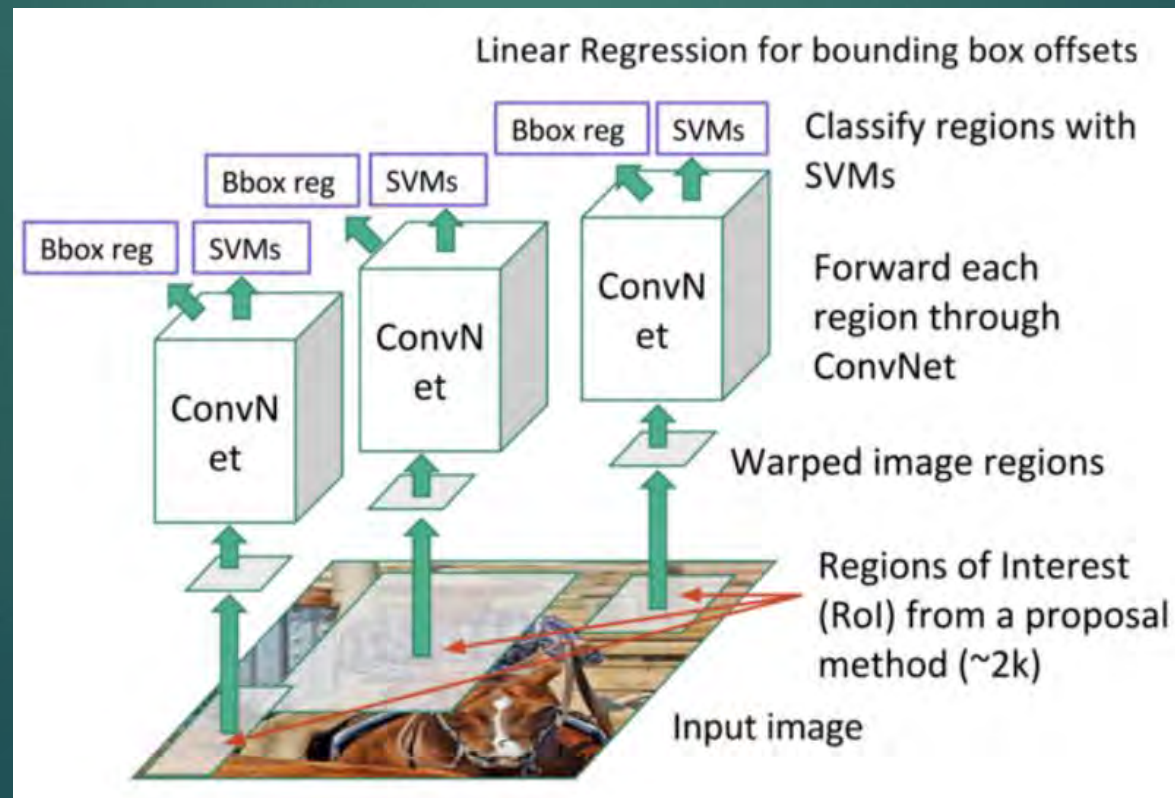 Linear Regression for bounding box offsets
Bbox reg
SVMs
Classify regions with
SVMs
Bbox reg
SVMs
Bbox reg
SVMs
Forward each
region through
ConvNet
ConvN
et
ConvN
et
ConvN
et
Warped image regions
Regions of Interest
(RoI) from a proposal
method (~2k)
Input image